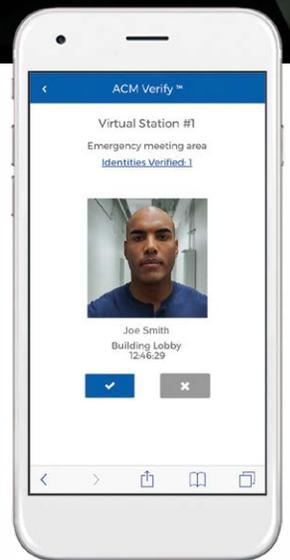 ACM Verify ™
Virtual Station #1
Emergency meeting area
Identities Verified: 1
Joe Smith
Building Lobby
12:46:29